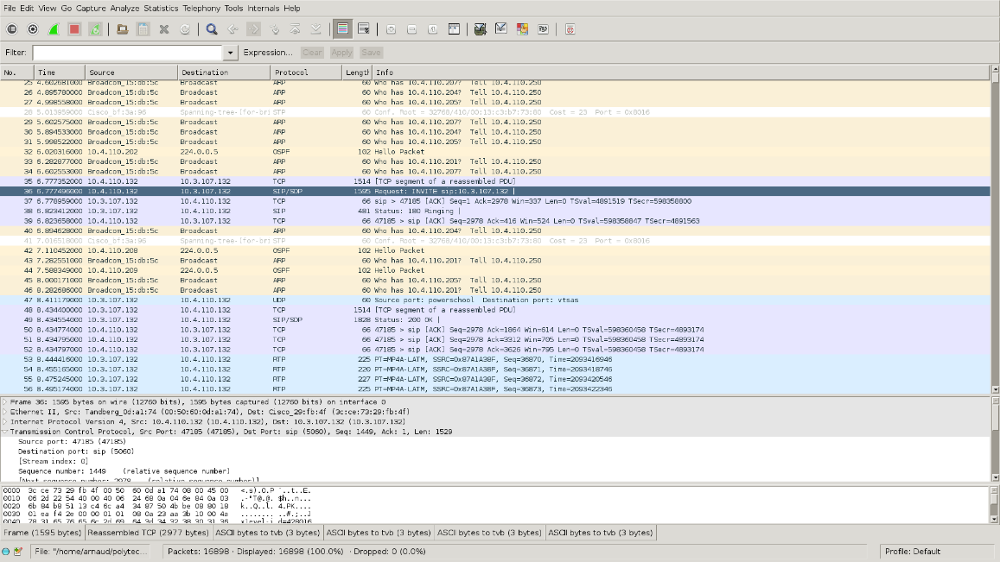 File Edit View Go Capture Analyze Statistics Telephony Tools Internals Help
Filter: Expression... Clear Apply Save
No. Time Source Destination Protocol Length Info
25 4.602681000 Broadcom_15:db:5c Broadcast ARP 60 Who has 10.4.110.207? Tell 10.4.110.250
26 4.895780000 Broadcom_15:db:5c Broadcast ARP 60 Who has 10.4.110.204? Tell 10.4.110.250
27 4.998558000 Broadcom_15:db:5c Broadcast ARP 60 Who has 10.4.110.205? Tell 10.4.110.250
28 5.013959000 Cisco_bf:3a:96 Spanning-tree-(for-bri STP 60 Conf. Root = 32768/410/00:13:c3:b7:73:80 Cost = 23 Port = 0x8016
29 5.602575000 Broadcom_15:db:5c Broadcast ARP 60 Who has 10.4.110.207? Tell 10.4.110.250
30 5.894533000 Broadcom_15:db:5c Broadcast ARP 60 Who has 10.4.110.204? Tell 10.4.110.250
31 5.998522000 Broadcom_15:db:5c Broadcast ARP 60 Who has 10.4.110.205? Tell 10.4.110.250
32 6.020316000 10.4.110.202 224.0.0.5 OSPF 102 Hello Packet
33 6.282877000 Broadcom_15:db:5c Broadcast ARP 60 Who has 10.4.110.201? Tell 10.4.110.250
34 6.602553000 Broadcom_15:db:5c Broadcast ARP 60 Who has 10.4.110.207? Tell 10.4.110.250
35 6.777352000 10.4.110.132 10.3.107.132 TCP 1514 [TCP segment of a reassembled PDU]
36 6.777496000 10.4.110.132 10.3.107.132 SIP/SDP 1595 Request: INVITE sip:10.3.107.132 |
37 6.778959000 10.3.107.132 10.4.110.132 TCP 66 sip > 47185 [ACK] Seq=1 Ack=2978 Win=337 Len=0 TSval=4891519 TSecr=598358800
38 6.823412000 10.3.107.132 10.4.110.132 SIP 481 Status: 180 Ringing |
39 6.823658000 10.4.110.132 10.3.107.132 TCP 66 47185 > sip [ACK] Seq=2978 Ack=416 Win=524 Len=0 TSval=598358847 TSecr=4891563
40 6.894628000 Broadcom_15:db:5c Broadcast ARP 60 Who has 10.4.110.204? Tell 10.4.110.250
41 7.016518000 Cisco_bf:3a:96 Spanning-tree-(for-bri STP 60 Conf. Root = 32768/410/00:13:c3:b7:73:80 Cost = 23 Port = 0x8016
42 7.110452000 10.4.110.208 224.0.0.5 OSPF 102 Hello Packet
43 7.282551000 Broadcom_15:db:5c Broadcast ARP 60 Who has 10.4.110.201? Tell 10.4.110.250
44 7.588349000 10.4.110.209 224.0.0.5 OSPF 102 Hello Packet
45 8.000171000 Broadcom_15:db:5c Broadcast ARP 60 Who has 10.4.110.205? Tell 10.4.110.250
46 8.282686000 Broadcom_15:db:5c Broadcast ARP 60 Who has 10.4.110.201? Tell 10.4.110.250
47 8.411179000 10.3.107.132 10.4.110.132 UDP 60 Source port: powerschool Destination port: vtsas
48 8.434400000 10.3.107.132 10.4.110.132 TCP 1514 [TCP segment of a reassembled PDU]
49 8.434554000 10.3.107.132 10.4.110.132 SIP/SDP 1828 Status: 200 OK |
50 8.434774000 10.4.110.132 10.3.107.132 TCP 66 47185 > sip [ACK] Seq=2978 Ack=1864 Win=614 Len=0 TSval=598360458 TSecr=4893174
51 8.434795000 10.4.110.132 10.3.107.132 TCP 66 47185 > sip [ACK] Seq=2978 Ack=3312 Win=705 Len=0 TSval=598360458 TSecr=4893174
52 8.434797000 10.4.110.132 10.3.107.132 TCP 66 47185 > sip [ACK] Seq=2978 Ack=3626 Win=795 Len=0 TSval=598360458 TSecr=4893174
53 8.444416000 10.3.107.132 10.4.110.132 RTP 225 PT=MP4A-LATM, SSRC=0x87A1A38F, Seq=36870, Time=2093416946
54 8.455165000 10.3.107.132 10.4.110.132 RTP 220 PT=MP4A-LATM, SSRC=0x87A1A38F, Seq=36871, Time=2093418746
55 8.475245000 10.3.107.132 10.4.110.132 RTP 227 PT=MP4A-LATM, SSRC=0x87A1A38F, Seq=36872, Time=2093420546
56 8.495174000 10.3.107.132 10.4.110.132 RTP 225 PT=MP4A-LATM, SSRC=0x87A1A38F, Seq=36873, Time=2093422346
Frame 36: 1595 bytes on wire (12760 bits), 1595 bytes captured (12760 bits) on interface 0
Ethernet II, Src: Tandberg_0d:a1:74 (00:50:60:0d:a1:74), Dst: Cisco_29:fb:4f (3c:ce:73:29:fb:4f)
Internet Protocol Version 4, Src: 10.4.110.132 (10.4.110.132), Dst: 10.3.107.132 (10.3.107.132)
Transmission Control Protocol, Src Port: 47185 (47185), Dst Port: sip (5060), Seq: 1449, Ack: 1, Len: 1529
Source port: 47185 (47185)
Destination port: sip (5060)
[Stream index: 0]
Sequence number: 1449 (relative sequence number)
[Next sequence number: 2978 (relative sequence number)]
0000 3c ce 73 29 fb 4f 00 50 60 0d a1 74 08 00 45 00 <.s).O.P `..t..E.
0010 06 2d 22 54 40 00 40 06 24 68 0a 04 6e 84 0a 03 .-"T@.@. $h..n...
0020 6b 84 b8 51 13 c4 6c a4 34 87 50 4b be 08 80 18 k..Q..l. 4.PK....
0030 01 ea f4 2e 00 00 01 01 08 0a 23 aa 3b 10 00 4a ........ ..#.;..J
0040 78 31 65 76 65 6c 2d 69 64 3d 34 32 38 30 31 36 xlevel-i d=428016
Frame (1595 bytes) Reassembled TCP (2977 bytes) ASCII bytes to tvb (3 bytes) ASCII bytes to tvb (3 bytes) ASCII bytes to tvb (3 bytes) ASCII bytes to tvb (3 bytes)
File: "/home/arnaud/polytec... Packets: 16898 · Displayed: 16898 (100.0%) · Dropped: 0 (0.0%) Profile: Default